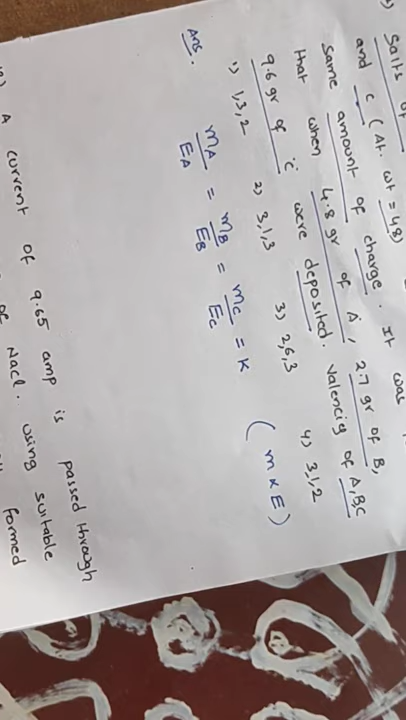 Salts of
and C (At. wt = 48)
same amount of charge. It was
that when 4.8 gr of A, 2.7 gr of B,
9.6 gr of 'c' were deposited. Valencig of A,B,C
1) 1,3,2 2) 3,1,3 3) 2,6,3 4) 3,1,2
Ans.
mA/EA = mB/EB = mC/EC = K (m ∝ E)
A current of 9.65 amp is passed through
of Nacl. using suitable
formed